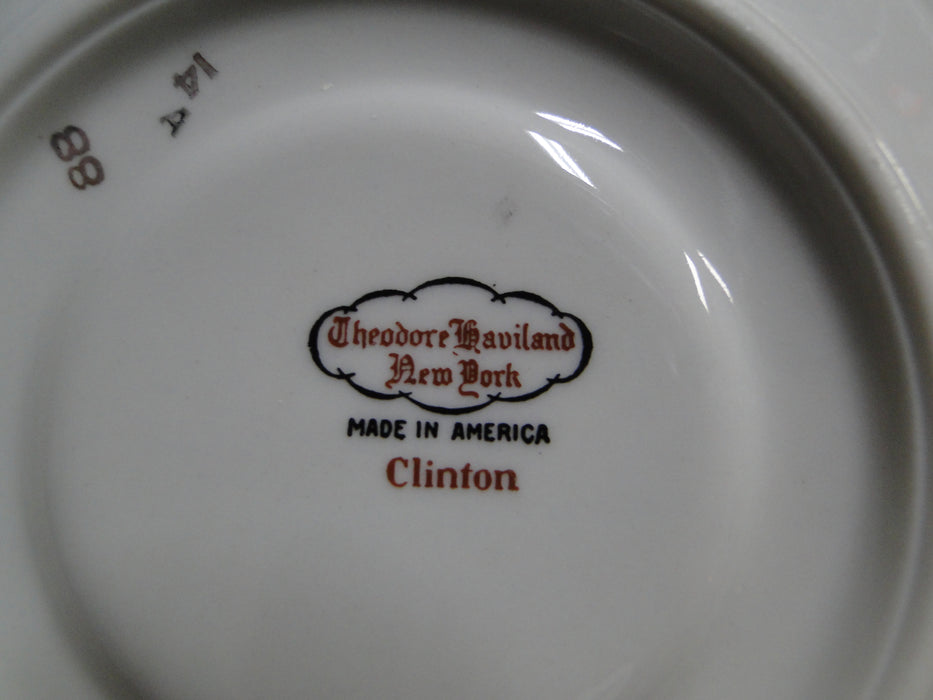 14
A
88
Theodore Haviland
New York
MADE IN AMERICA
Clinton